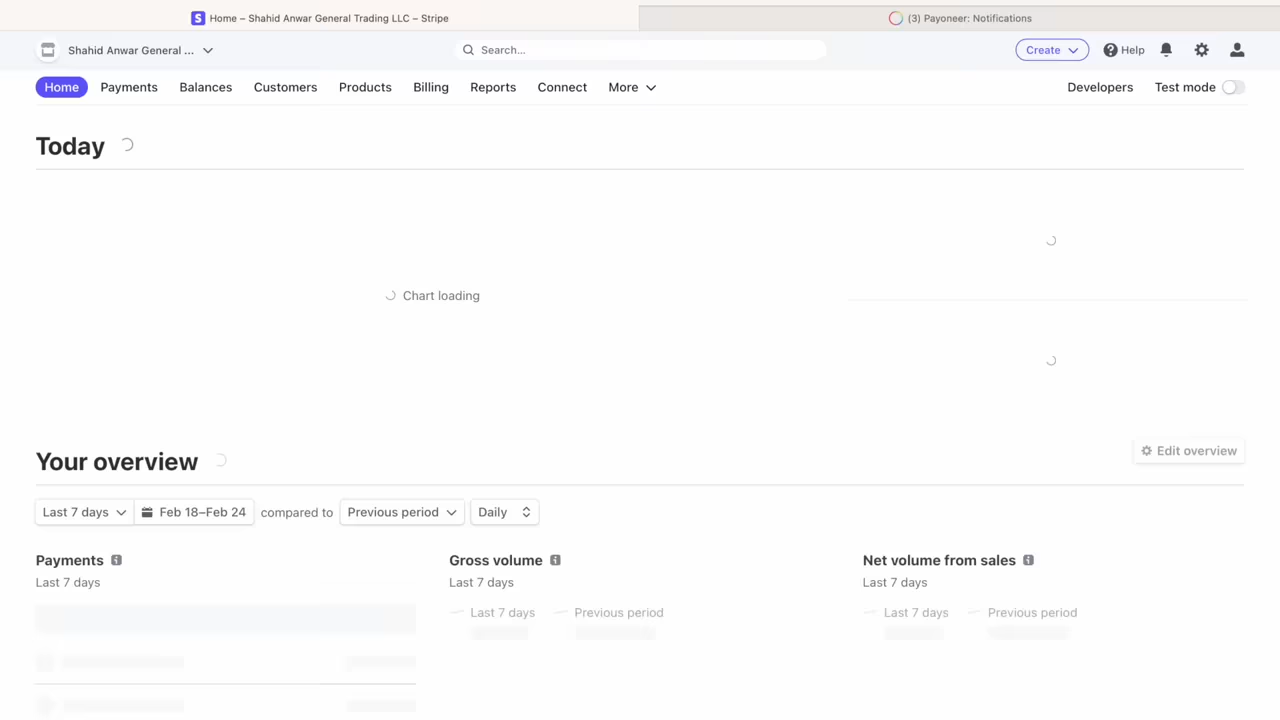 S Home – Shahid Anwar General Trading LLC – Stripe
(3) Payoneer: Notifications
Shahid Anwar General ...
Search...
Create
Help
Home
Payments
Balances
Customers
Products
Billing
Reports
Connect
More
Developers
Test mode
Today
Chart loading
Your overview
Edit overview
Last 7 days
Feb 18–Feb 24
compared to
Previous period
Daily
Payments
Last 7 days
Gross volume
Last 7 days
Last 7 days
Previous period
Net volume from sales
Last 7 days
Last 7 days
Previous period